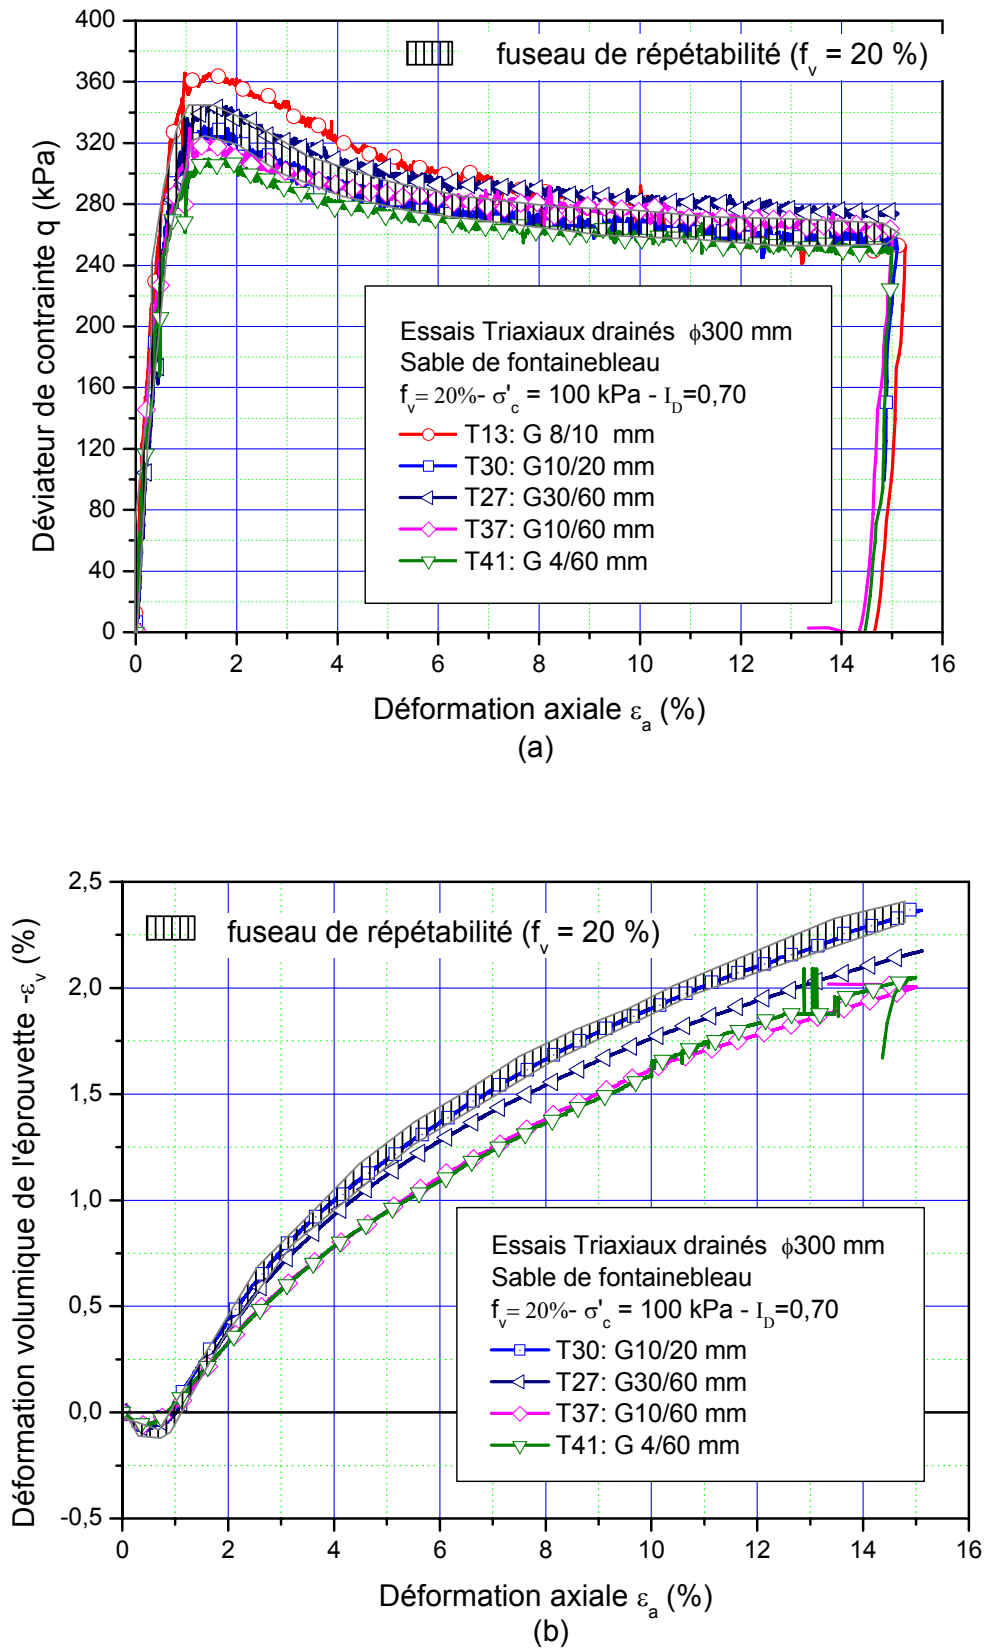 400
360
320
280
240
200
160
120
80
40
0
Déviateur de contrainte q (kPa)
fuseau de répétabilité (fv = 20 %)
Essais Triaxiaux drainés ϕ300 mm
Sable de fontainebleau
fv= 20%- σ'c = 100 kPa - ID=0,70
T13: G 8/10 mm
T30: G10/20 mm
T27: G30/60 mm
T37: G10/60 mm
T41: G 4/60 mm
0 2 4 6 8 10 12 14 16
Déformation axiale εa (%)
(a)
2,5
2,0
1,5
1,0
0,5
0,0
-0,5
Déformation volumique de l'éprouvette -εv (%)
fuseau de répétabilité (fv = 20 %)
Essais Triaxiaux drainés ϕ300 mm
Sable de fontainebleau
fv= 20%- σ'c = 100 kPa - ID=0,70
T30: G10/20 mm
T27: G30/60 mm
T37: G10/60 mm
T41: G 4/60 mm
0 2 4 6 8 10 12 14 16
Déformation axiale εa (%)
(b)